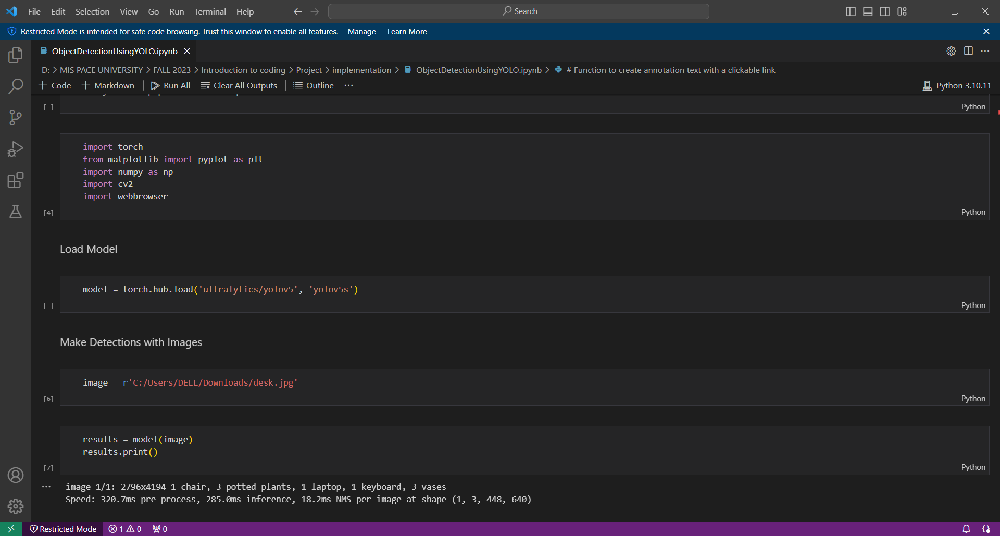 File Edit Selection View Go Run Terminal Help Search
Restricted Mode is intended for safe code browsing. Trust this window to enable all features. Manage Learn More
ObjectDetectionUsingYOLO.ipynb
D: > MIS PACE UNIVERSITY > FALL 2023 > Introduction to coding > Project > implementation > ObjectDetectionUsingYOLO.ipynb > # Function to create annotation text with a clickable link
+ Code + Markdown | Run All Clear All Outputs | Outline ... Python 3.10.11
[ ] Python
import torch
from matplotlib import pyplot as plt
import numpy as np
import cv2
import webbrowser
[4] Python
Load Model
model = torch.hub.load('ultralytics/yolov5', 'yolov5s')
[ ] Python
Make Detections with Images
image = r'C:/Users/DELL/Downloads/desk.jpg'
[6] Python
results = model(image)
results.print()
[7] Python
... image 1/1: 2796x4194 1 chair, 3 potted plants, 1 laptop, 1 keyboard, 3 vases
Speed: 320.7ms pre-process, 285.0ms inference, 18.2ms NMS per image at shape (1, 3, 448, 640)
Restricted Mode 1 0 0